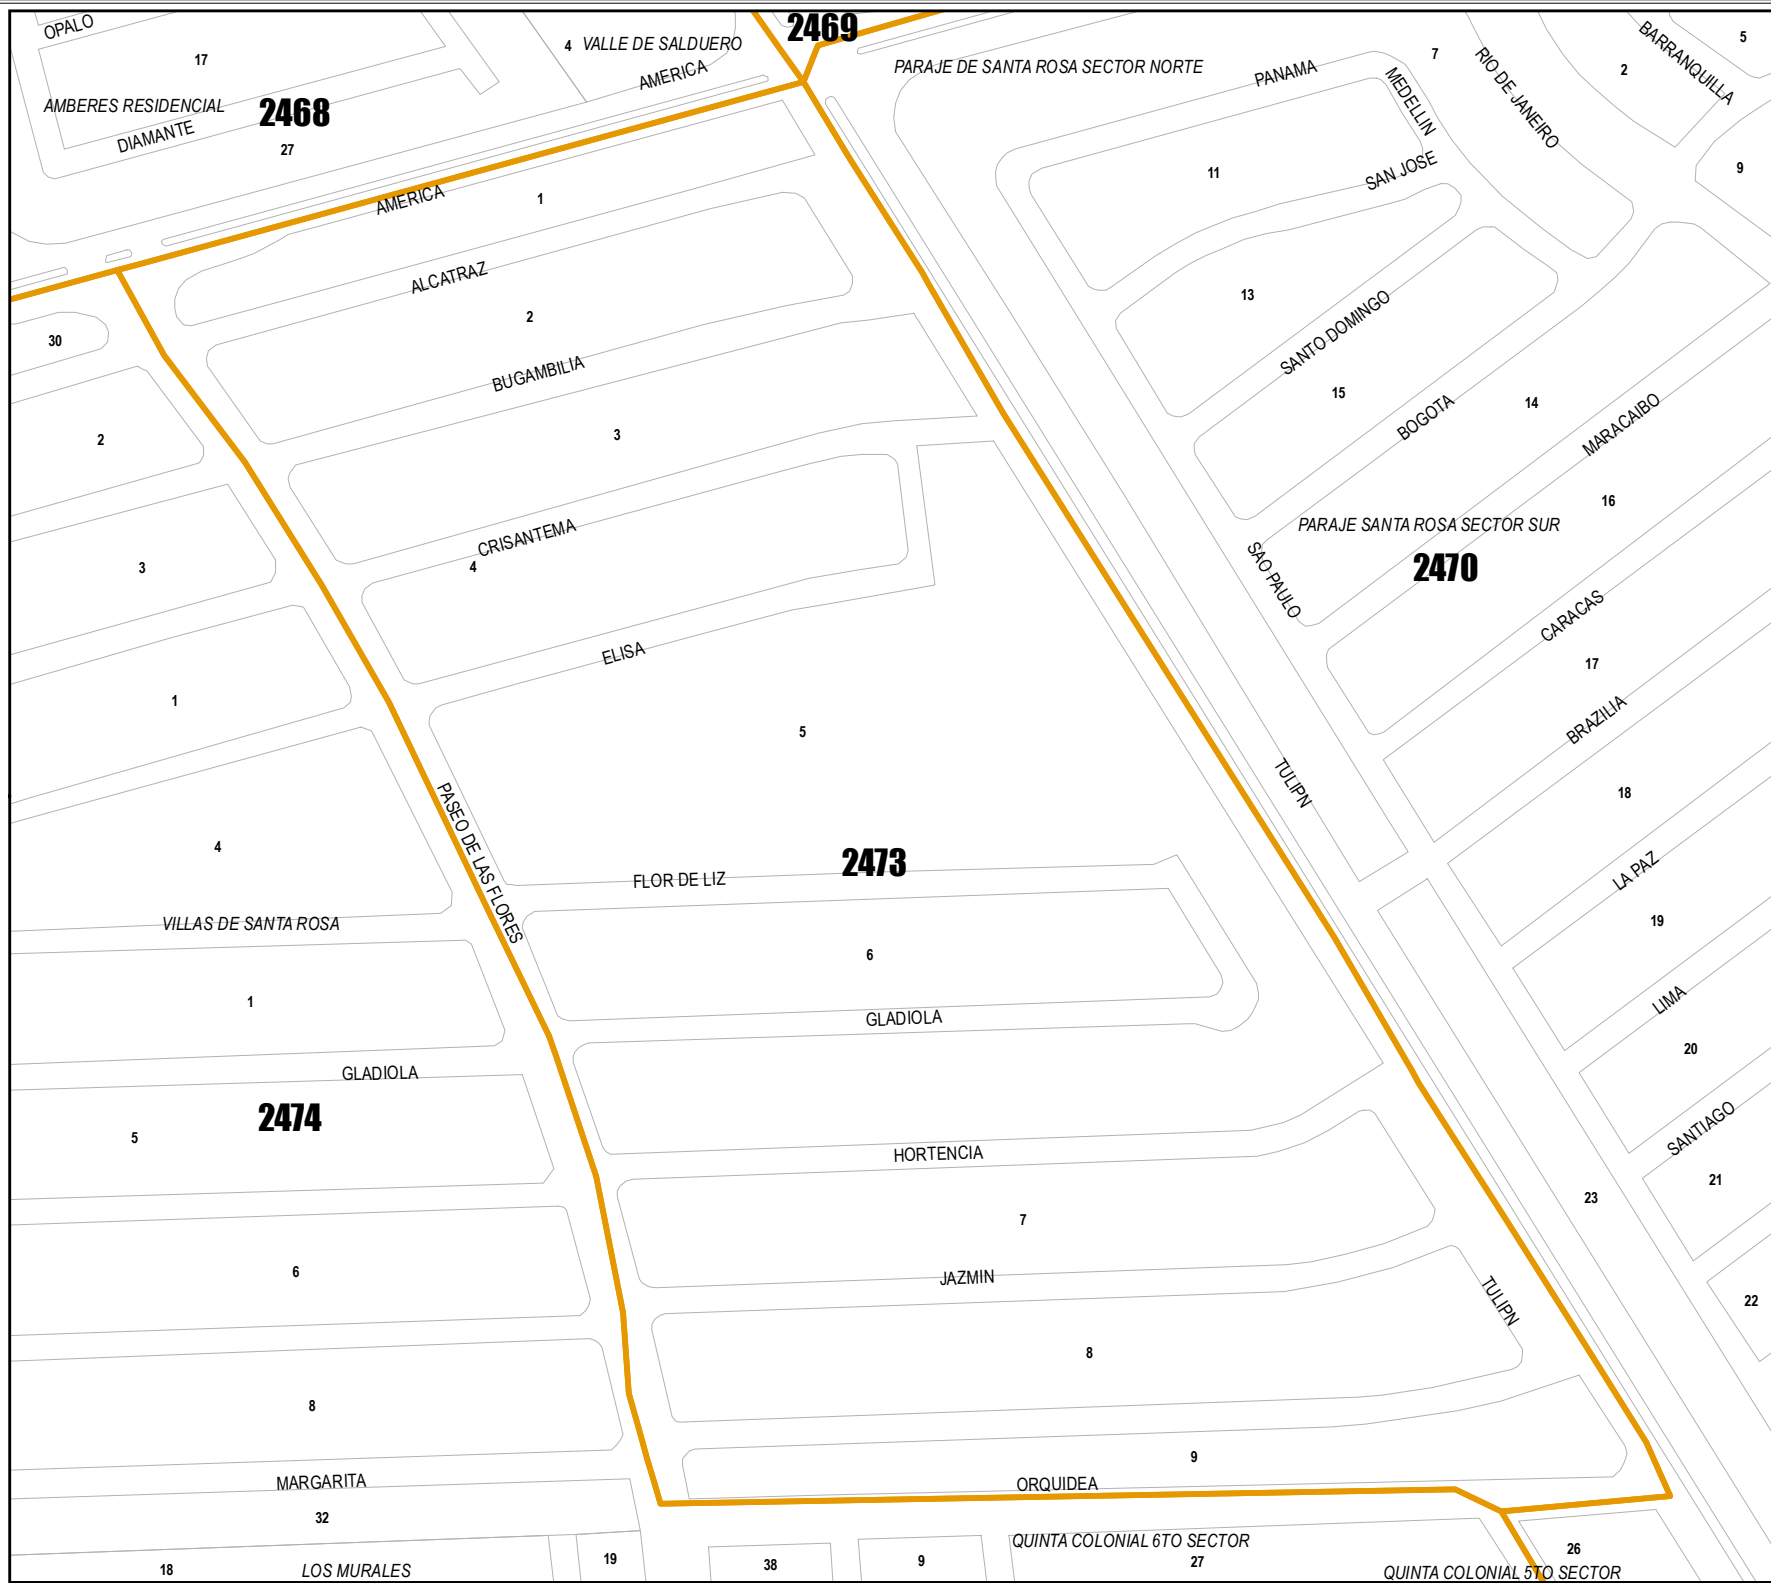 OPALO
2469
4 VALLE DE SALDUERO
17
5
BARRANQUILLA
7
RIO DE JANEIRO
PARAJE DE SANTA ROSA SECTOR NORTE
PANAMA
2
AMERICA
MEDELLIN
AMBERES RESIDENCIAL
2468
DIAMANTE
27
SAN JOSE
11
9
AMERICA
1
ALCATRAZ
13
2
30
SANTO DOMINGO
BUGAMBILIA
15
14
BOGOTA
MARACAIBO
2
3
16
PARAJE SANTA ROSA SECTOR SUR
CRISANTEMA
4
3
2470
SAO PAULO
CARACAS
ELISA
17
1
BRAZILIA
5
TULIPN
18
PASEO DE LAS FLORES
4
2473
FLOR DE LIZ
LA PAZ
VILLAS DE SANTA ROSA
19
6
1
LIMA
GLADIOLA
20
GLADIOLA
2474
5
SANTIAGO
HORTENCIA
21
23
7
6
JAZMIN
TULIPN
22
8
8
9
MARGARITA
ORQUIDEA
32
QUINTA COLONIAL 6TO SECTOR
26
19
38
9
27
18
LOS MURALES
QUINTA COLONIAL 5TO SECTOR